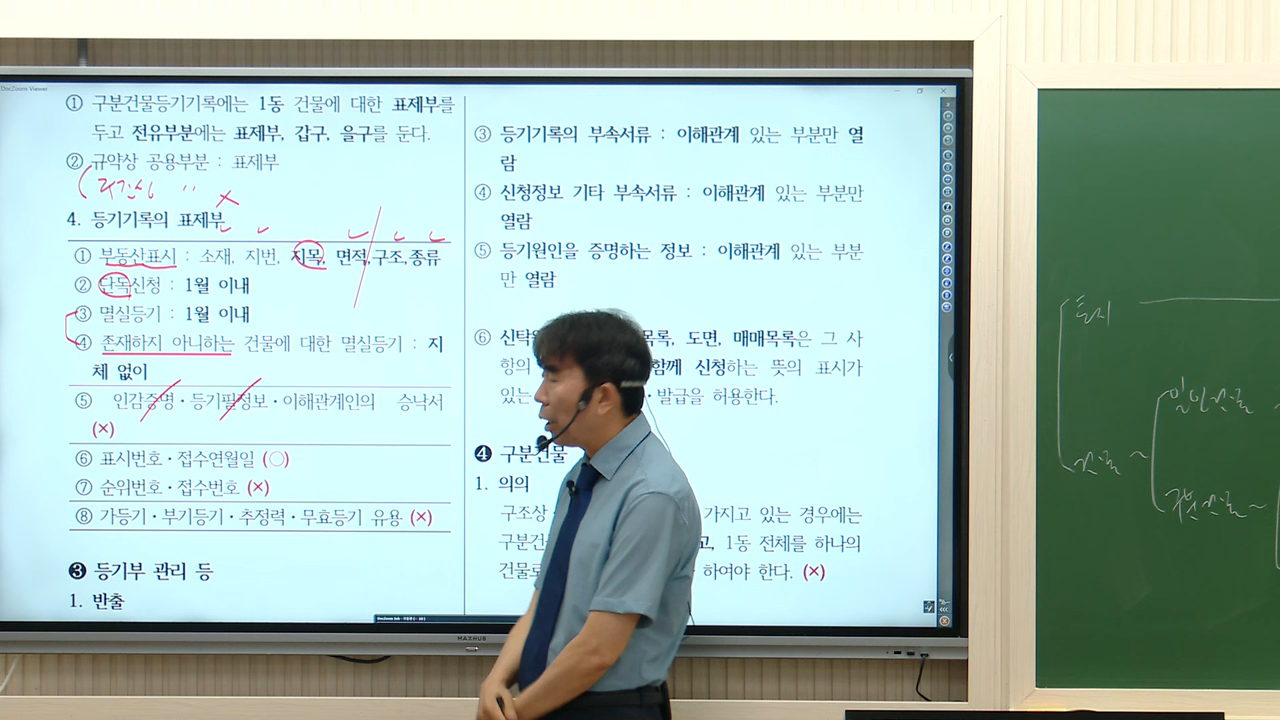 DocZoom Viewer
① 구분건물등기기록에는 1동 건물에 대한 표제부를
두고 전유부분에는 표제부, 갑구, 을구를 둔다.
② 규약상 공용부분 : 표제부
4. 등기기록의 표제부
① 부동산표시 : 소재, 지번, 지목, 면적,구조,종류
② 단독신청 : 1월 이내
③ 멸실등기 : 1월 이내
④ 존재하지 아니하는 건물에 대한 멸실등기 : 지
체 없이
⑤ 인감증명·등기필정보·이해관계인의 승낙서
(×)
⑥ 표시번호·접수연월일 (○)
⑦ 순위번호·접수번호 (×)
⑧ 가등기·부기등기·추정력·무효등기 유용 (×)
❸ 등기부 관리 등
1. 반출
③ 등기기록의 부속서류 : 이해관계 있는 부분만 열
람
④ 신청정보 기타 부속서류 : 이해관계 있는 부분만
열람
⑤ 등기원인을 증명하는 정보 : 이해관계 있는 부분
만 열람
⑥ 신탁 목록, 도면, 매매목록은 그 사
항의 함께 신청하는 뜻의 표시가
있는 ·발급을 허용한다.
❹ 구분건물
1. 의의
구조상 가지고 있는 경우에는
구분건 고, 1동 전체를 하나의
건물로 하여야 한다. (×)
MAXHUB
토지
건물
일반건물
구분건물